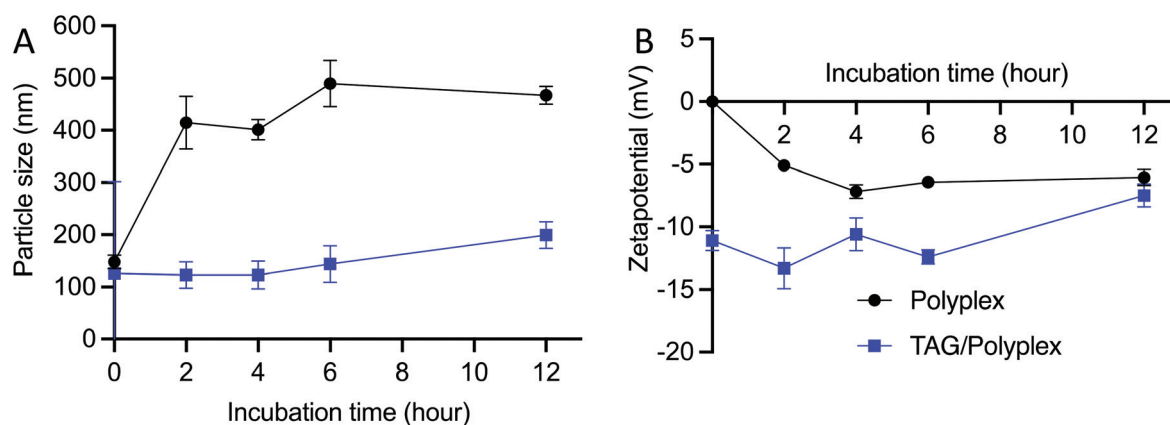 A
Particle size (nm)
600
500
400
300
200
100
0
0 2 4 6 8 10 12
Incubation time (hour)
B
Zetapotential (mV)
Incubation time (hour)
5
0
2 4 6 8 10 12
-5
-10
-15
-20
Polyplex
TAG/Polyplex